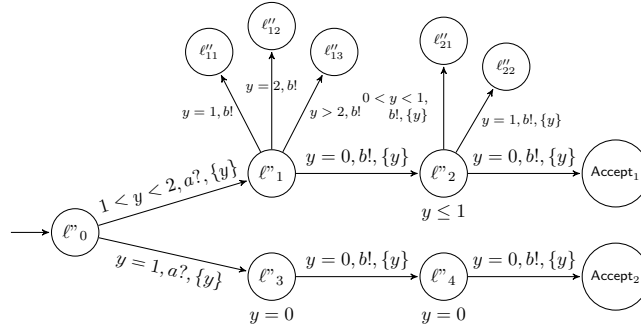 ℓ''₁₁
ℓ''₁₂
ℓ''₁₃
ℓ''₂₁
ℓ''₂₂
y = 1, b!
y = 2, b!
y > 2, b!
0 < y < 1,
b!, {y}
y = 1, b!, {y}
1 < y < 2, a?, {y}
ℓ”₁
y = 0, b!, {y}
ℓ”₂
y ≤ 1
y = 0, b!, {y}
Accept₁
ℓ”₀
y = 1, a?, {y}
ℓ”₃
y = 0
y = 0, b!, {y}
ℓ”₄
y = 0
y = 0, b!, {y}
Accept₂